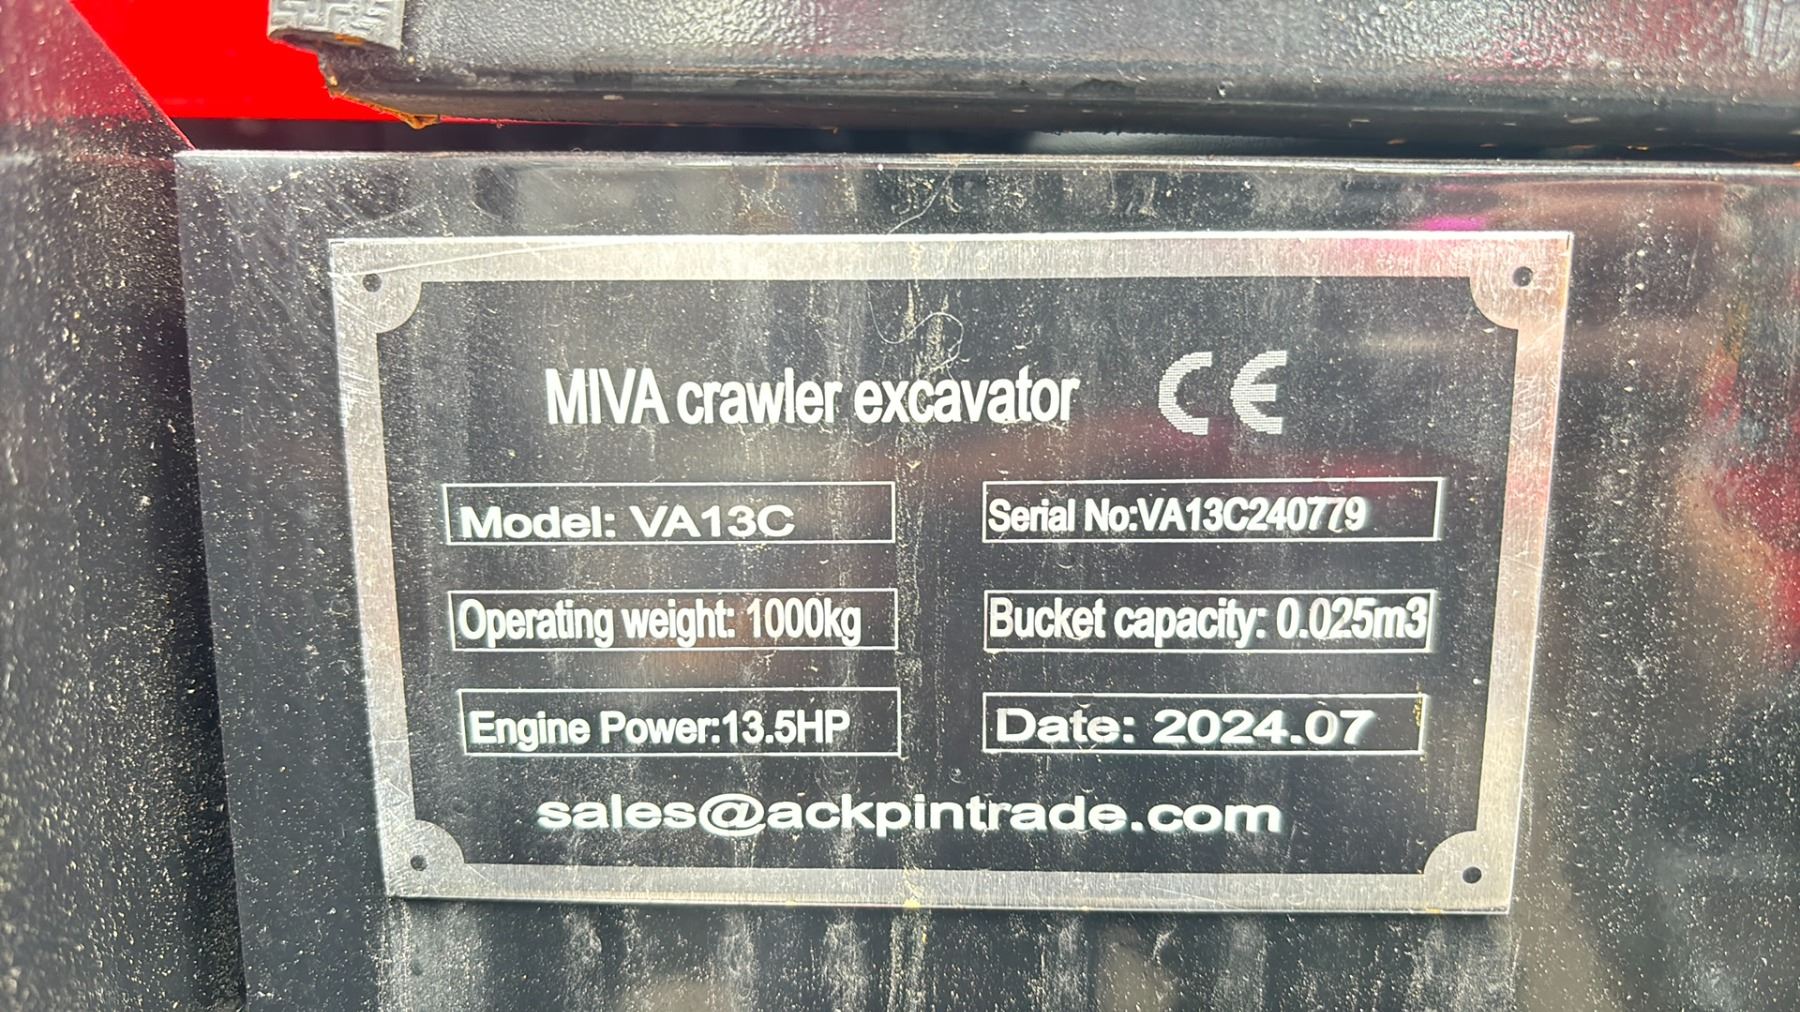 MIVA crawler excavator CE
Model: VA13C
Serial No:VA13C240779
Operating weight: 1000kg
Bucket capacity: 0.025m3
Engine Power:13.5HP
Date: 2024.07
sales@ackpintrade.com